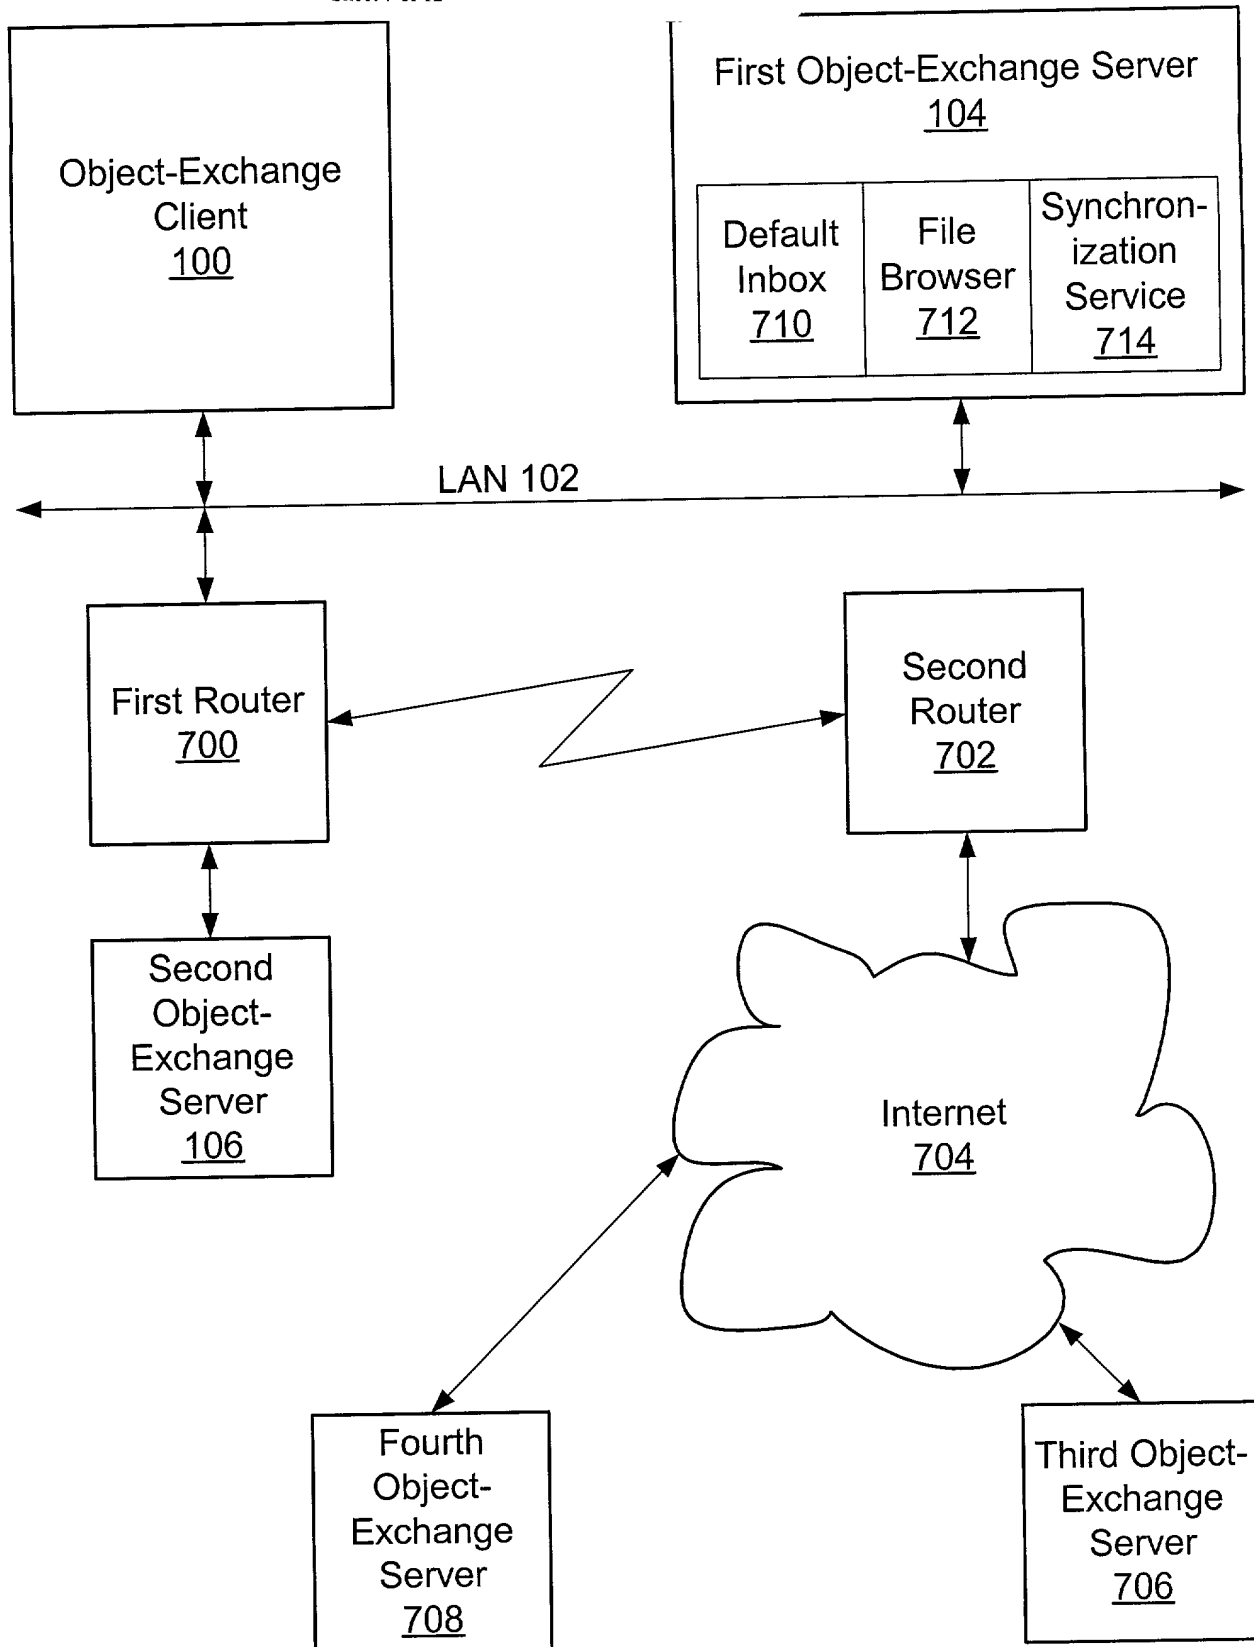 First Object-Exchange Server
104
Object-Exchange
Client
100
Default
Inbox
710
File
Browser
712
Synchron-
ization
Service
714
LAN 102
First Router
700
Second
Router
702
Second
Object-
Exchange
Server
106
Internet
704
Fourth
Object-
Exchange
Server
708
Third Object-
Exchange
Server
706